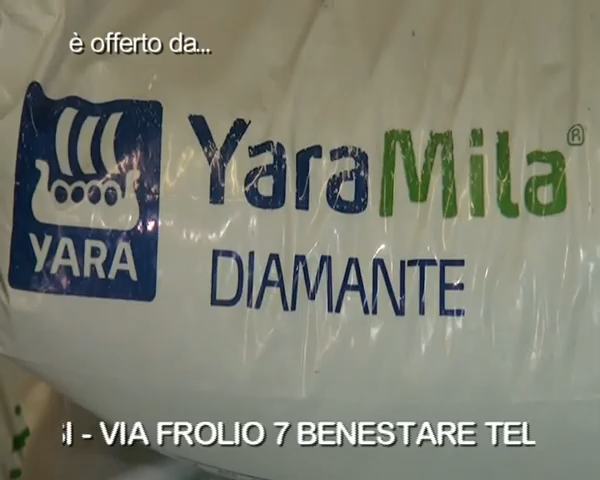 è offerto da...
YARA
YaraMila®
DIAMANTE
- VIA FROLIO 7 BENESTARE TEL